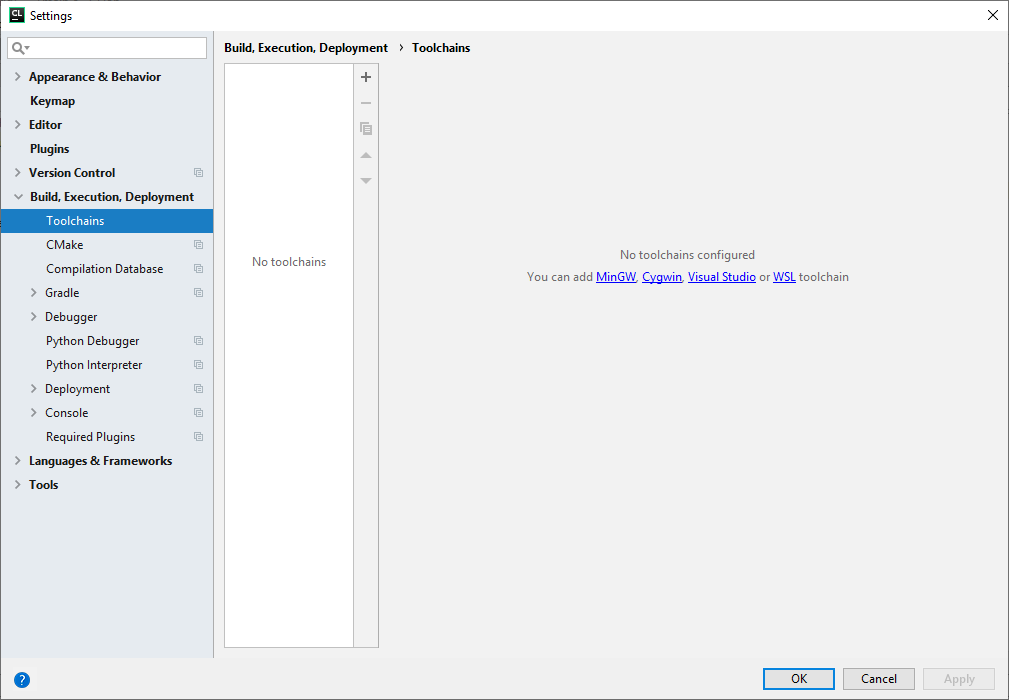 CL Settings
Build, Execution, Deployment › Toolchains
Appearance & Behavior
Keymap
Editor
Plugins
Version Control
Build, Execution, Deployment
Toolchains
CMake
Compilation Database
Gradle
Debugger
Python Debugger
Python Interpreter
Deployment
Console
Required Plugins
Languages & Frameworks
Tools
No toolchains
No toolchains configured
You can add MinGW, Cygwin, Visual Studio or WSL toolchain
?
OK Cancel Apply